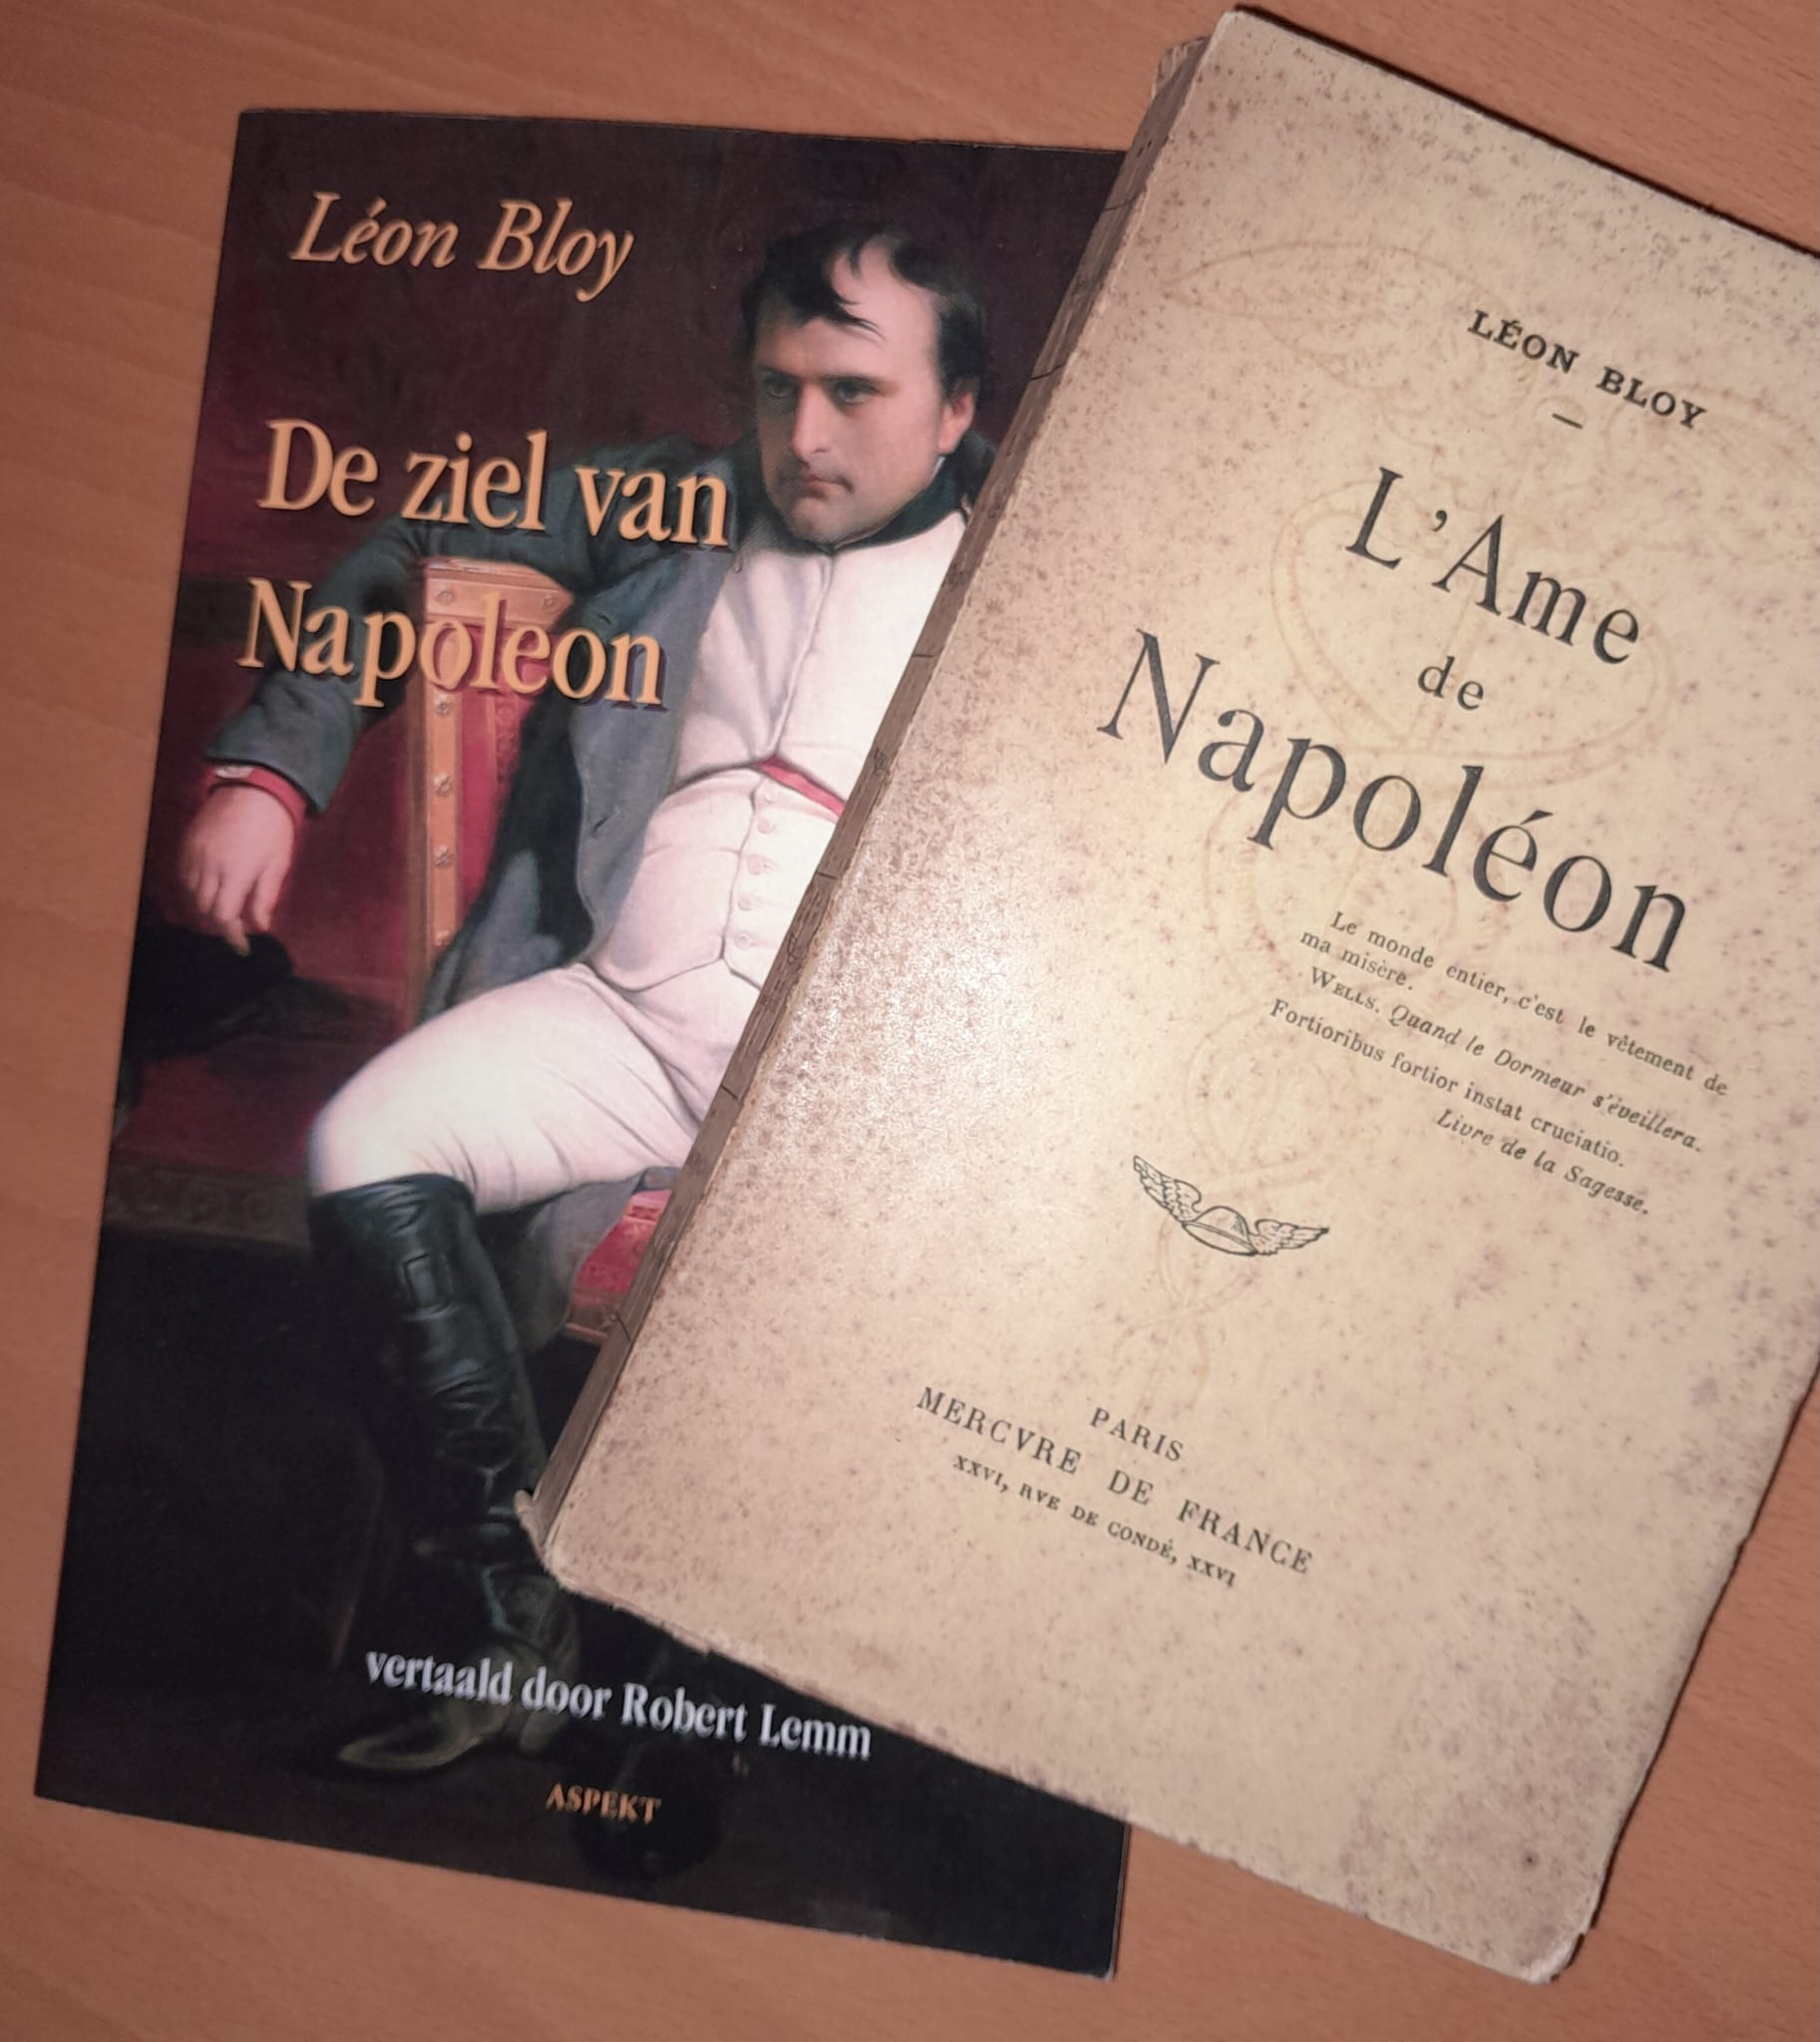 Léon Bloy
De ziel van
Napoleon
vertaald door Robert Lemm
ASPEKT
LÉON BLOY
—
L'Ame
de
Napoléon
Le monde entier, c'est le vêtement de
ma misère.
WELLS. Quand le Dormeur s'éveillera.
Fortioribus fortior instat cruciatio.
Livre de la Sagesse.
PARIS
MERCVRE DE FRANCE
XXVI, RVE DE CONDÉ, XXVI